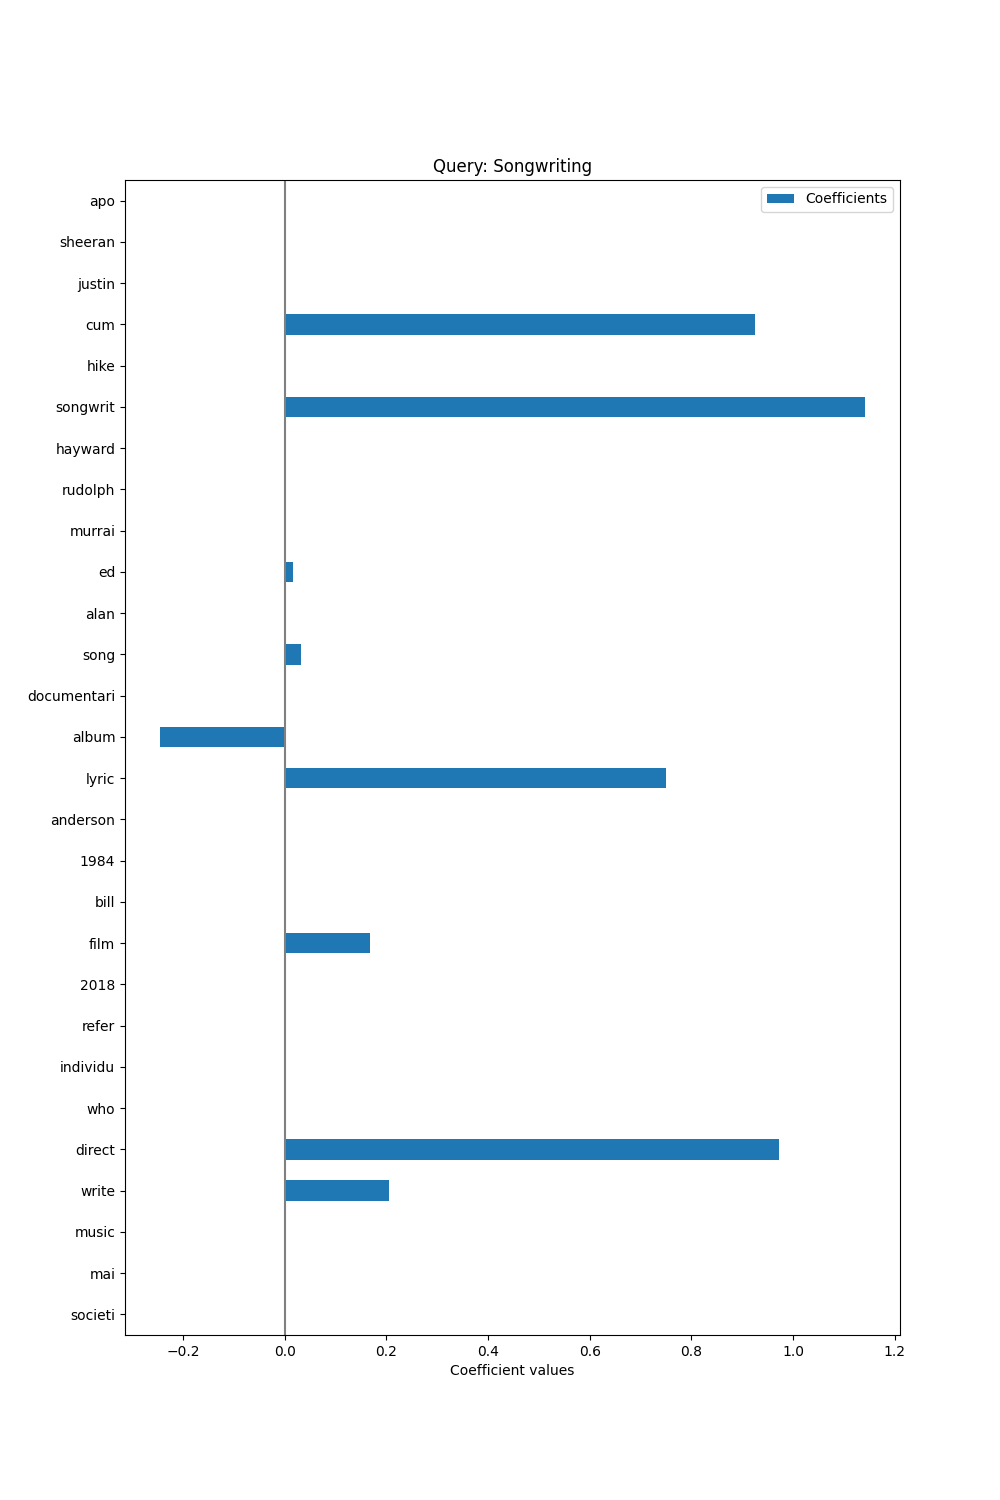 Query: Songwriting
Coefficients
apo
sheeran
justin
cum
hike
songwrit
hayward
rudolph
murrai
ed
alan
song
documentari
album
lyric
anderson
1984
bill
film
2018
refer
individu
who
direct
write
music
mai
societi
−0.2 0.0 0.2 0.4 0.6 0.8 1.0 1.2
Coefficient values